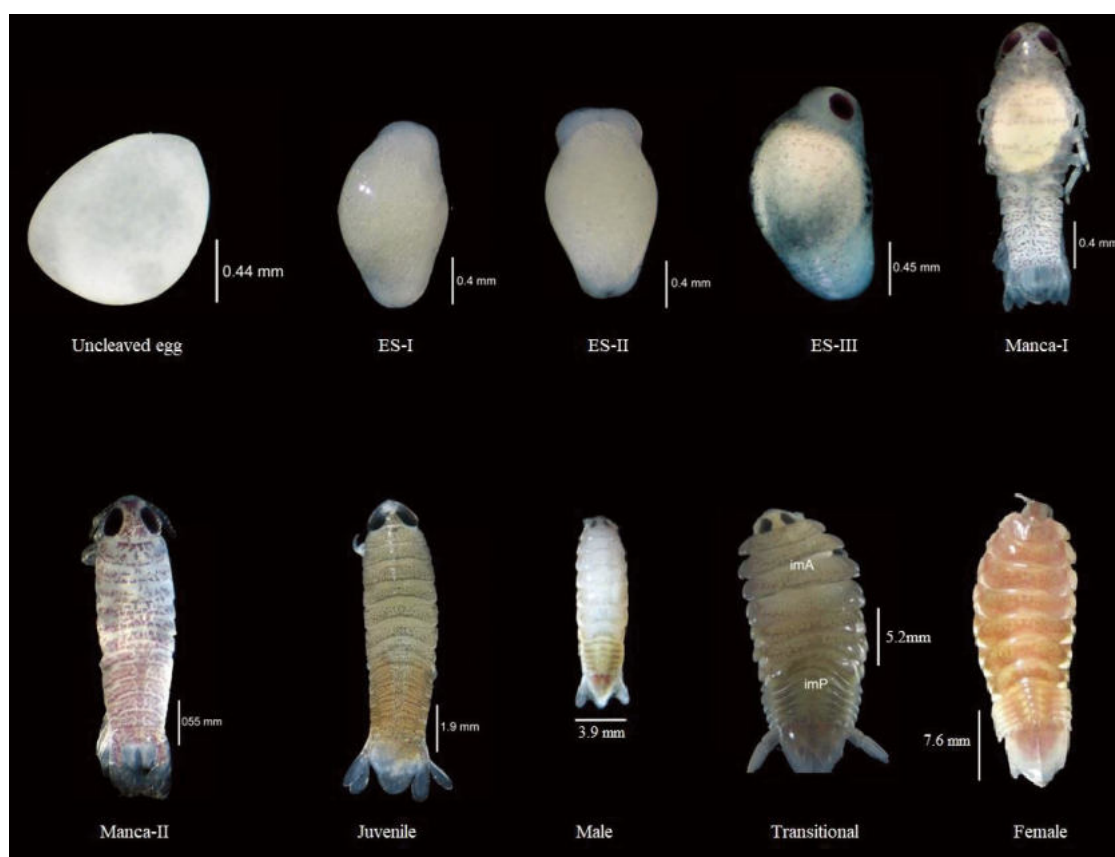 0.44 mm
0.4 mm
0.4 mm
0.45 mm
0.4 mm
Uncleaved egg
ES-I
ES-II
ES-III
Manca-I
imA
5.2mm
imP
055 mm
1.9 mm
3.9 mm
7.6 mm
Manca-II
Juvenile
Male
Transitional
Female